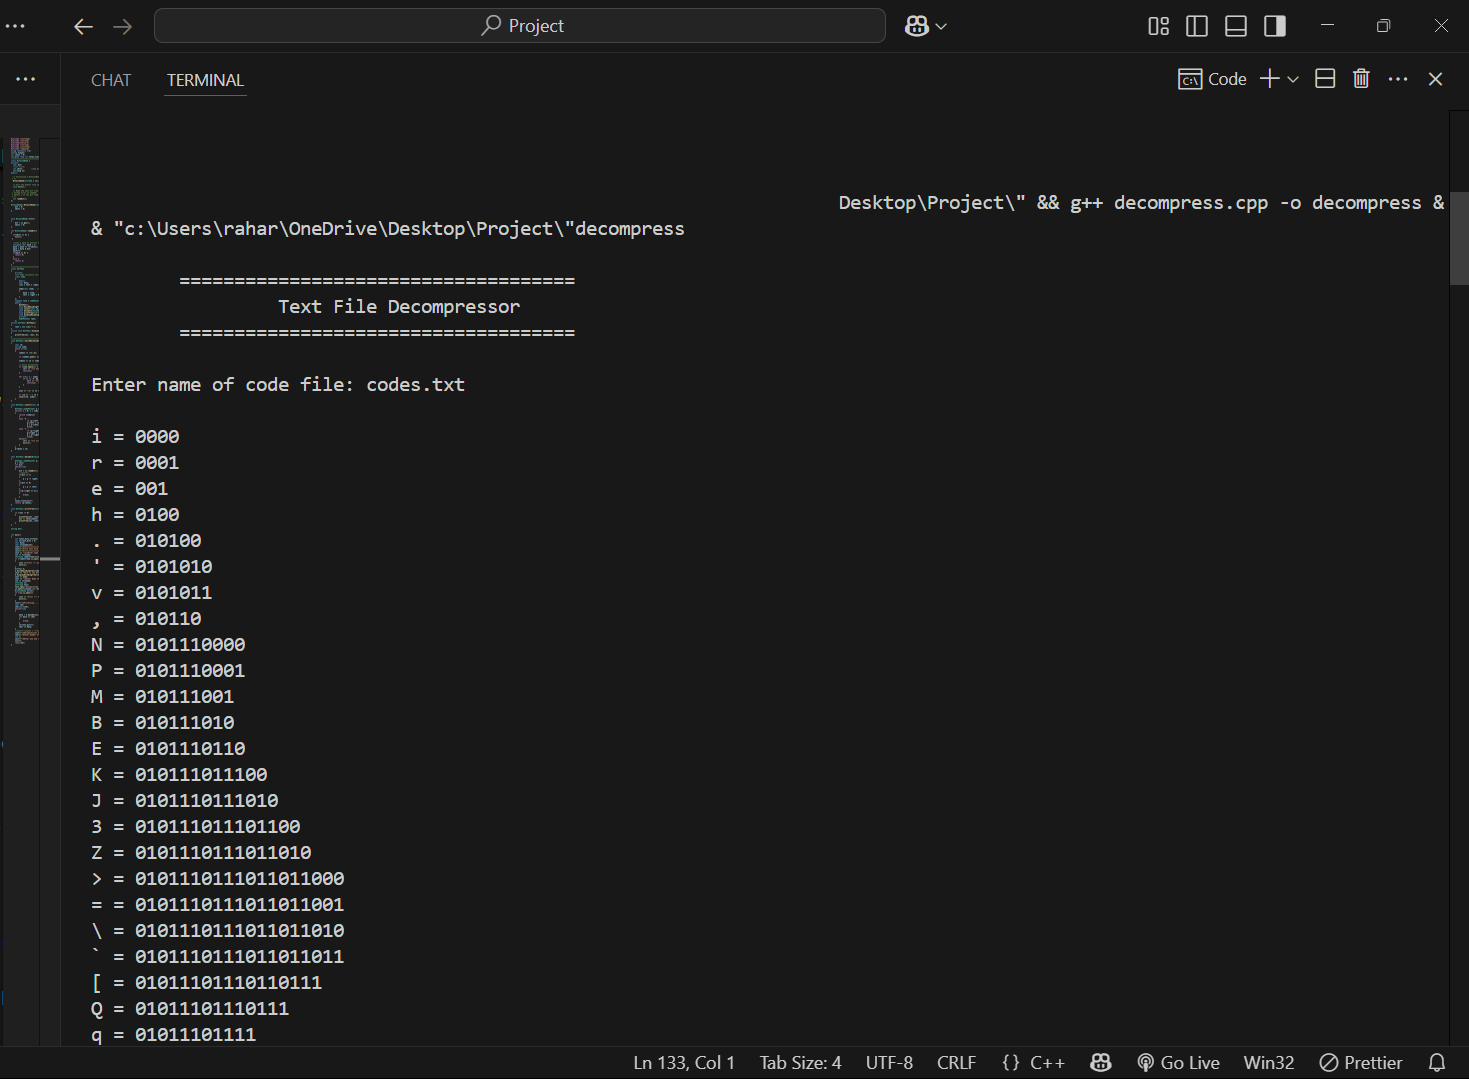 Project
CHAT TERMINAL
Code
Desktop\Project\" && g++ decompress.cpp -o decompress &
& "c:\Users\rahar\OneDrive\Desktop\Project\"decompress
====================================
Text File Decompressor
====================================
Enter name of code file: codes.txt
i = 0000
r = 0001
e = 001
h = 0100
. = 010100
' = 0101010
v = 0101011
, = 010110
N = 0101110000
P = 0101110001
M = 010111001
B = 010111010
E = 0101110110
K = 010111011100
J = 0101110111010
3 = 010111011101100
Z = 0101110111011010
> = 0101110111011011000
= = 0101110111011011001
\ = 0101110111011011010
` = 0101110111011011011
[ = 01011101110110111
Q = 01011101110111
q = 01011101111
Ln 133, Col 1 Tab Size: 4 UTF-8 CRLF {} C++ Go Live Win32 Prettier